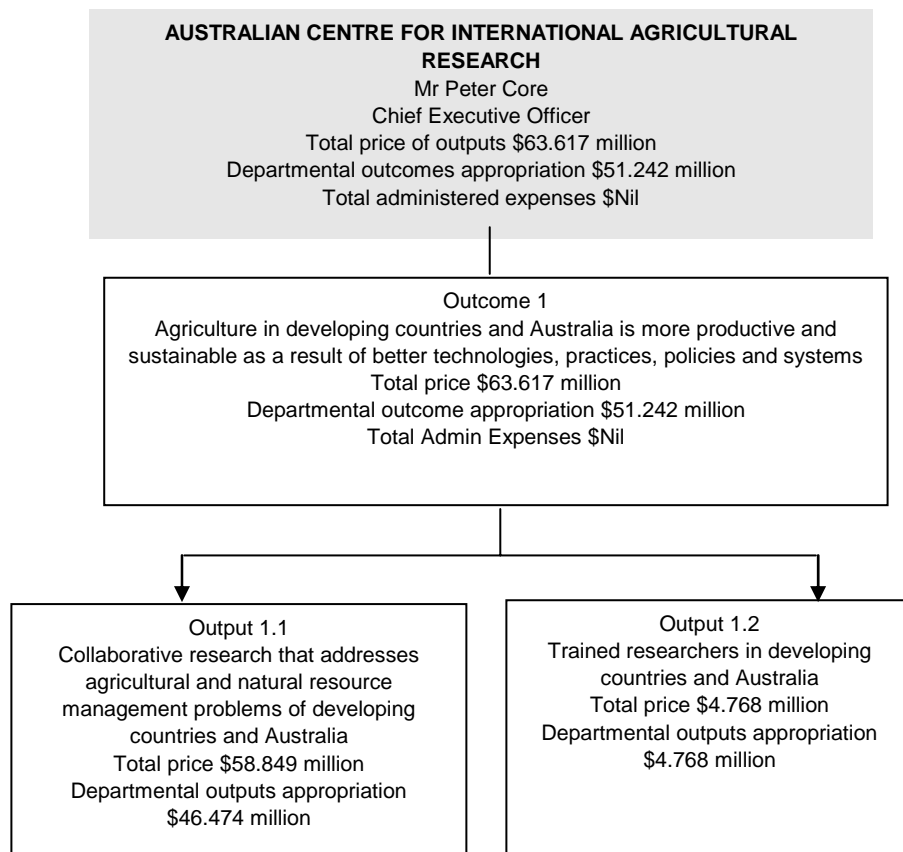 AUSTRALIAN CENTRE FOR INTERNATIONAL AGRICULTURAL
RESEARCH
Mr Peter Core
Chief Executive Officer
Total price of outputs $63.617 million
Departmental outcomes appropriation $51.242 million
Total administered expenses $Nil
Outcome 1
Agriculture in developing countries and Australia is more productive and
sustainable as a result of better technologies, practices, policies and systems
Total price $63.617 million
Departmental outcome appropriation $51.242 million
Total Admin Expenses $Nil
Output 1.1
Collaborative research that addresses
agricultural and natural resource
management problems of developing
countries and Australia
Total price $58.849 million
Departmental outputs appropriation
$46.474 million
Output 1.2
Trained researchers in developing
countries and Australia
Total price $4.768 million
Departmental outputs appropriation
$4.768 million